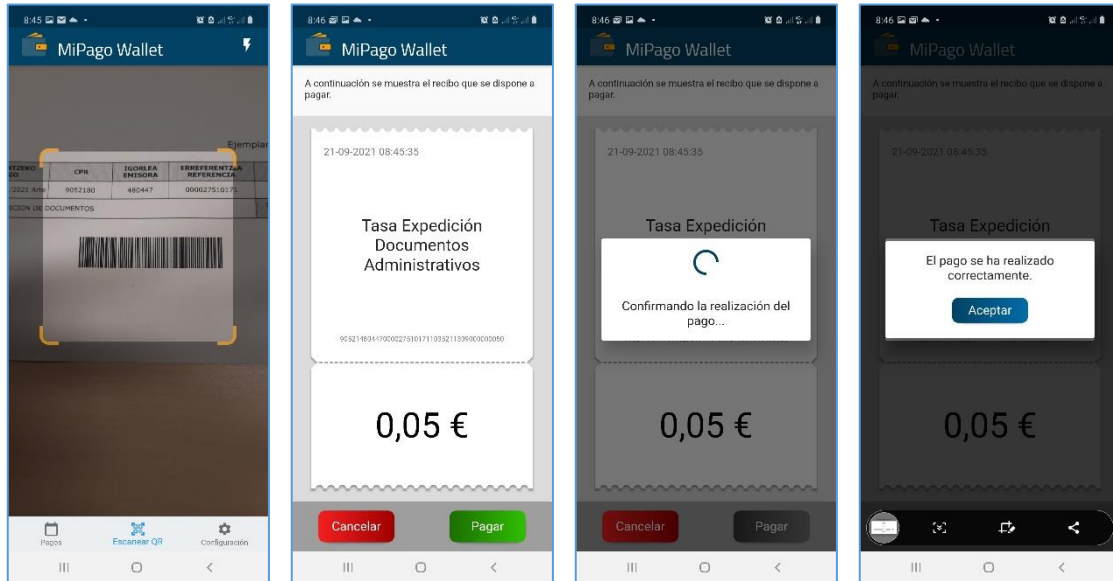 8:45
MiPago Wallet
Ejemplar
CPR
IGORLEA
EMISORA
ERREFERENTZIA
REFERENCIA
9052180
480447
DE DOCUMENTOS
Pagos
Escanear QR
Configuración
8:46
MiPago Wallet
A continuación se muestra el recibo que se dispone a
pagar.
21-09-2021 08:45:35
Tasa Expedición
Documentos
Administrativos
0,05 €
Cancelar
Pagar
8:46
MiPago Wallet
A continuación se muestra el recibo que se dispone a
pagar.
21-09-2021 08:45:35
Tasa Expedición
Confirmando la realización del
pago...
0,05 €
Cancelar
Pagar
8:46
MiPago Wallet
A continuación se muestra el recibo que se dispone a
pagar.
21-09-2021 08:45:35
Tasa Expedición
El pago se ha realizado
correctamente.
Aceptar
0,05 €